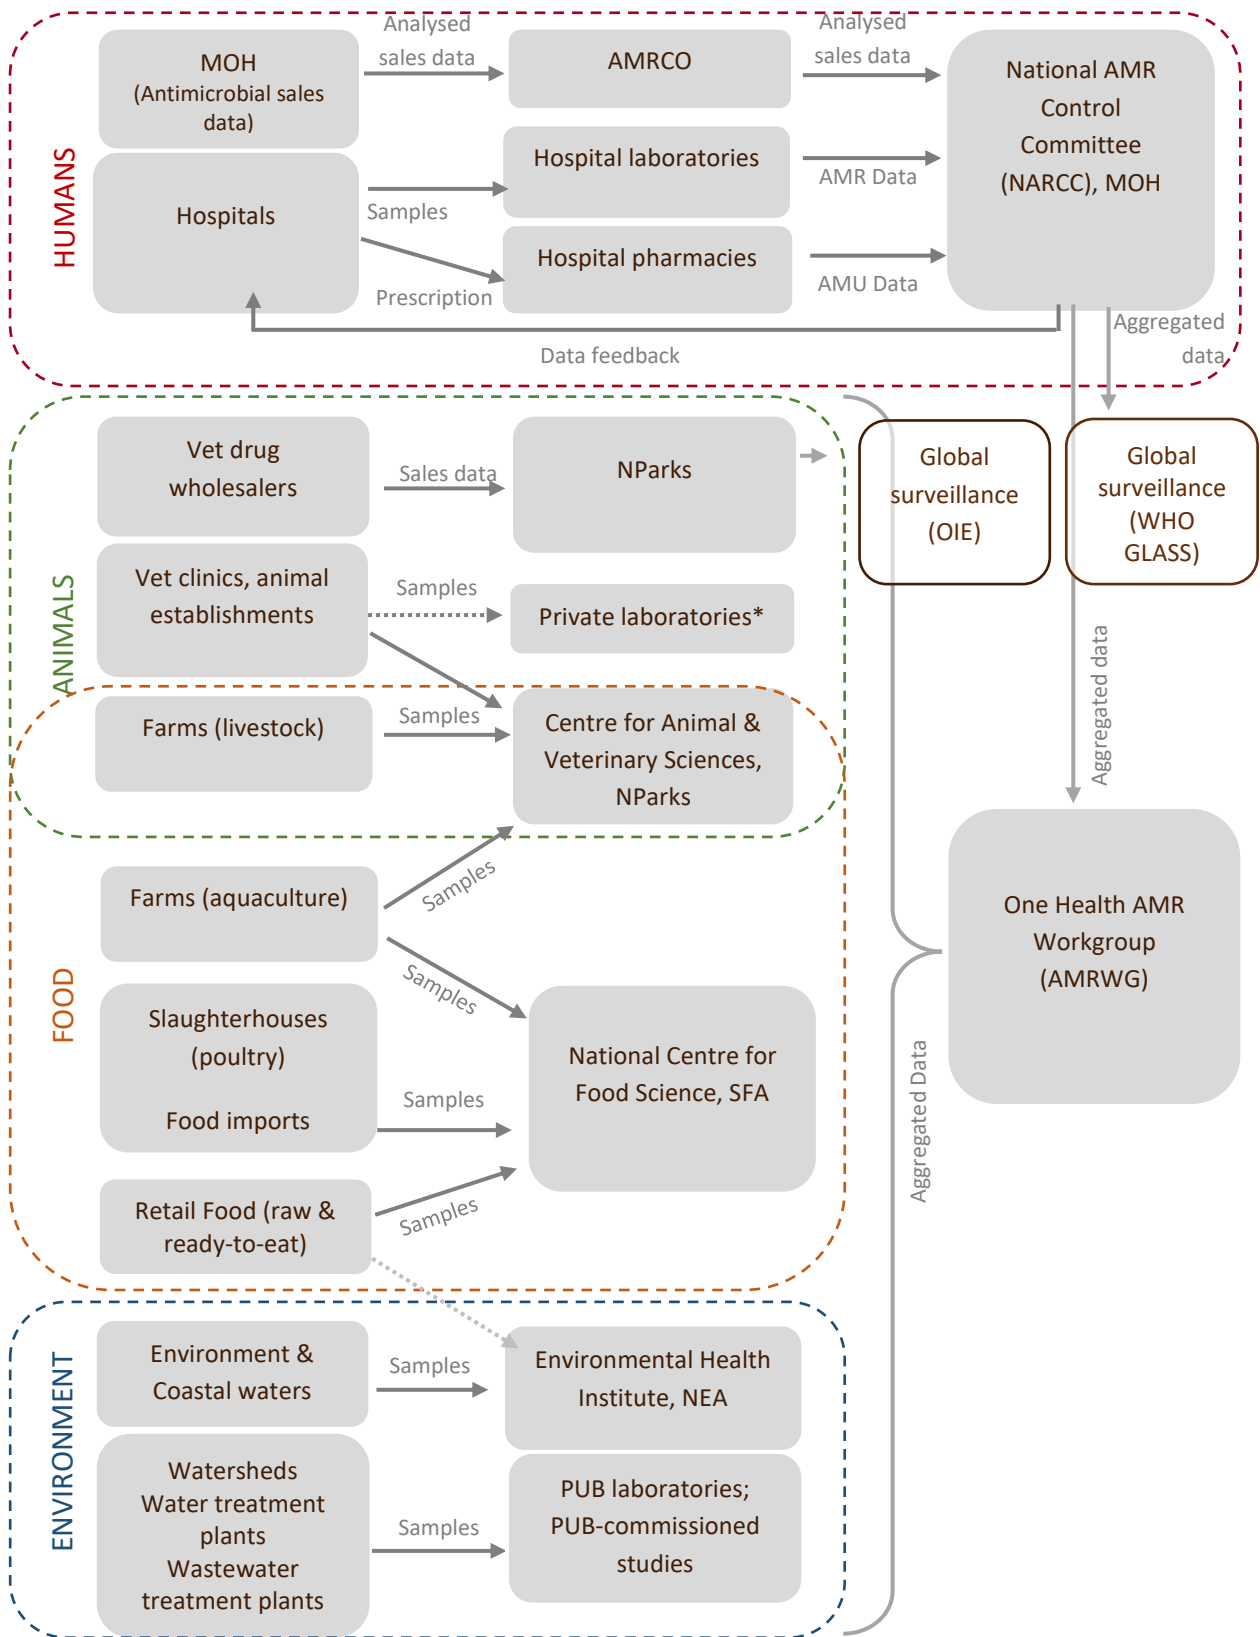 HUMANS
MOH
(Antimicrobial sales
data)
Analysed
sales data
AMRCO
Analysed
sales data
National AMR
Control
Committee
(NARCC), MOH
Hospitals
Samples
Hospital laboratories
AMR Data
Prescription
Hospital pharmacies
AMU Data
Data feedback
Aggregated
data
ANIMALS
Vet drug
wholesalers
Sales data
NParks
Global
surveillance
(OIE)
Global
surveillance
(WHO
GLASS)
Vet clinics, animal
establishments
Samples
Private laboratories*
Aggregated data
Farms (livestock)
Samples
Centre for Animal &
Veterinary Sciences,
NParks
FOOD
Farms (aquaculture)
Samples
Samples
One Health AMR
Workgroup
(AMRWG)
Slaughterhouses
(poultry)
Food imports
Samples
National Centre for
Food Science, SFA
Aggregated Data
Retail Food (raw &
ready-to-eat)
Samples
ENVIRONMENT
Environment &
Coastal waters
Samples
Environmental Health
Institute, NEA
Watersheds
Water treatment
plants
Wastewater
treatment plants
Samples
PUB laboratories;
PUB-commissioned
studies